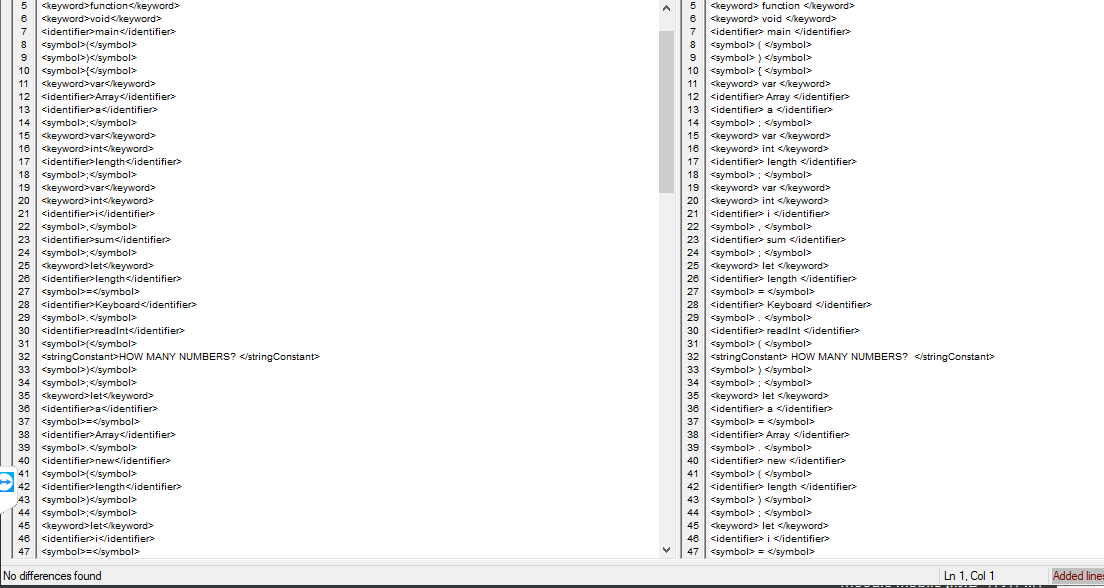 5 <keyword>function</keyword>
6 <keyword>void</keyword>
7 <identifier>main</identifier>
8 <symbol>(</symbol>
9 <symbol>)</symbol>
10 <symbol>{</symbol>
11 <keyword>var</keyword>
12 <identifier>Array</identifier>
13 <identifier>a</identifier>
14 <symbol>;</symbol>
15 <keyword>var</keyword>
16 <keyword>int</keyword>
17 <identifier>length</identifier>
18 <symbol>;</symbol>
19 <keyword>var</keyword>
20 <keyword>int</keyword>
21 <identifier>i</identifier>
22 <symbol>,</symbol>
23 <identifier>sum</identifier>
24 <symbol>;</symbol>
25 <keyword>let</keyword>
26 <identifier>length</identifier>
27 <symbol>=</symbol>
28 <identifier>Keyboard</identifier>
29 <symbol>.</symbol>
30 <identifier>readInt</identifier>
31 <symbol>(</symbol>
32 <stringConstant>HOW MANY NUMBERS? </stringConstant>
33 <symbol>)</symbol>
34 <symbol>;</symbol>
35 <keyword>let</keyword>
36 <identifier>a</identifier>
37 <symbol>=</symbol>
38 <identifier>Array</identifier>
39 <symbol>.</symbol>
40 <identifier>new</identifier>
41 <symbol>(</symbol>
42 <identifier>length</identifier>
43 <symbol>)</symbol>
44 <symbol>;</symbol>
45 <keyword>let</keyword>
46 <identifier>i</identifier>
47 <symbol>=</symbol>
5 <keyword> function </keyword>
6 <keyword> void </keyword>
7 <identifier> main </identifier>
8 <symbol> ( </symbol>
9 <symbol> ) </symbol>
10 <symbol> { </symbol>
11 <keyword> var </keyword>
12 <identifier> Array </identifier>
13 <identifier> a </identifier>
14 <symbol> ; </symbol>
15 <keyword> var </keyword>
16 <keyword> int </keyword>
17 <identifier> length </identifier>
18 <symbol> ; </symbol>
19 <keyword> var </keyword>
20 <keyword> int </keyword>
21 <identifier> i </identifier>
22 <symbol> , </symbol>
23 <identifier> sum </identifier>
24 <symbol> ; </symbol>
25 <keyword> let </keyword>
26 <identifier> length </identifier>
27 <symbol> = </symbol>
28 <identifier> Keyboard </identifier>
29 <symbol> . </symbol>
30 <identifier> readInt </identifier>
31 <symbol> ( </symbol>
32 <stringConstant> HOW MANY NUMBERS?  </stringConstant>
33 <symbol> ) </symbol>
34 <symbol> ; </symbol>
35 <keyword> let </keyword>
36 <identifier> a </identifier>
37 <symbol> = </symbol>
38 <identifier> Array </identifier>
39 <symbol> . </symbol>
40 <identifier> new </identifier>
41 <symbol> ( </symbol>
42 <identifier> length </identifier>
43 <symbol> ) </symbol>
44 <symbol> ; </symbol>
45 <keyword> let </keyword>
46 <identifier> i </identifier>
47 <symbol> = </symbol>
No differences found
Ln 1, Col 1
Added lines